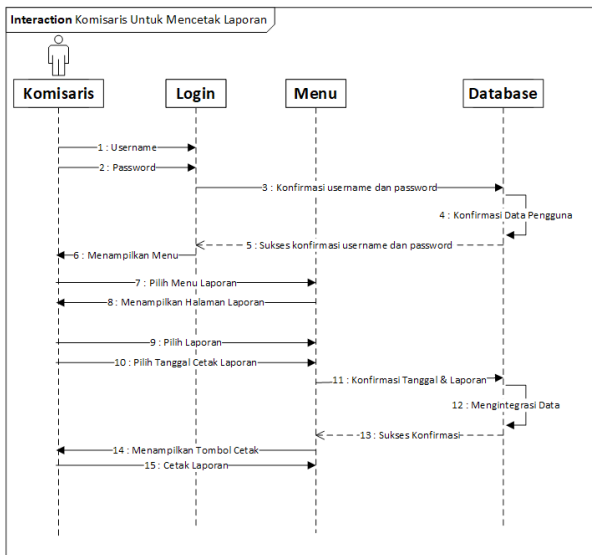 Interaction Komisaris Untuk Mencetak Laporan
Komisaris
Login
Menu
Database
1 : Username
2 : Password
3 : Konfirmasi username dan password
4 : Konfirmasi Data Pengguna
5 : Sukses konfirmasi username dan password
6 : Menampilkan Menu
7 : Pilih Menu Laporan
8 : Menampilkan Halaman Laporan
9 : Pilih Laporan
10 : Pilih Tanggal Cetak Laporan
11 : Konfirmasi Tanggal & Laporan
12 : Mengintegrasi Data
13 : Sukses Konfirmasi
14 : Menampilkan Tombol Cetak
15 : Cetak Laporan